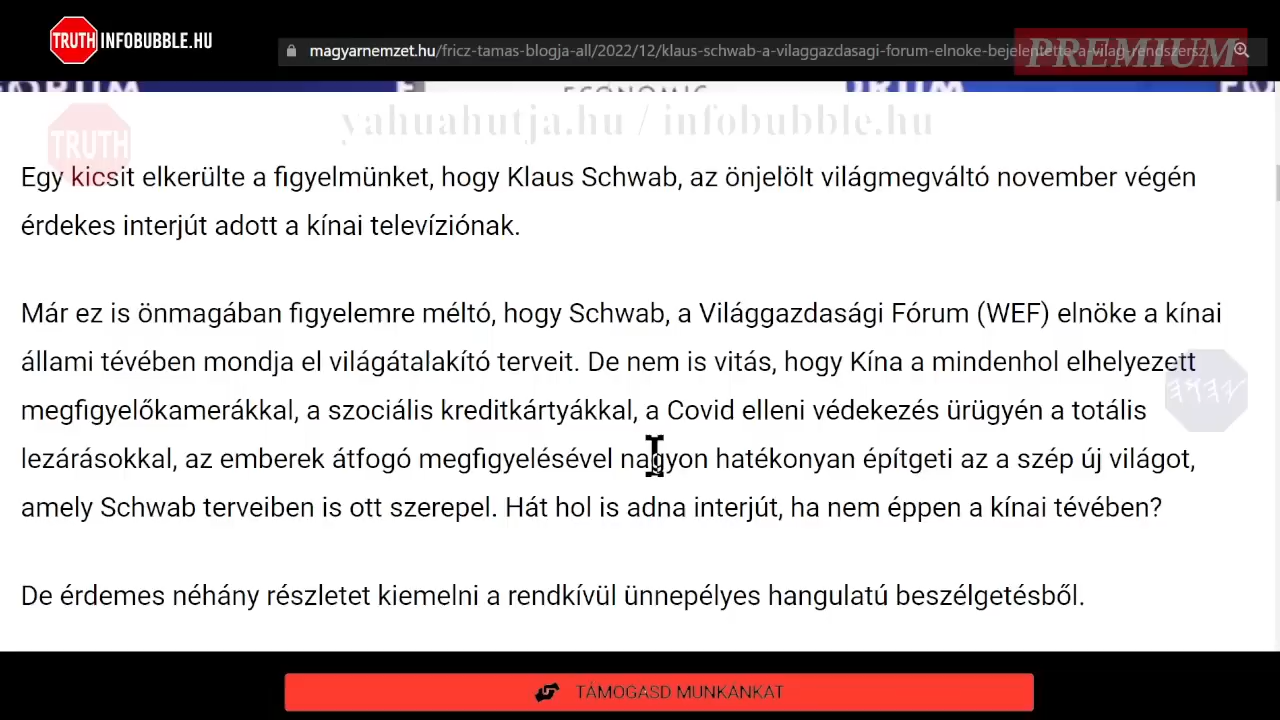 TRUTH INFOBUBBLE.HU
magyarnemzet.hu/fricz-tamas-blogja-all/2022/12/klaus-schwab-a-vilaggazdasagi-forum-elnoke-bejelentette-a-vilag-rendszersz...
PREMIUM
ECONOMIC
TRUTH
yahuahutja.hu / infobubble.hu
Egy kicsit elkerülte a figyelmünket, hogy Klaus Schwab, az önjelölt világmegváltó november végén
érdekes interjút adott a kínai televíziónak.
Már ez is önmagában figyelemre méltó, hogy Schwab, a Világgazdasági Fórum (WEF) elnöke a kínai
állami tévében mondja el világátalakító terveit. De nem is vitás, hogy Kína a mindenhol elhelyezett
megfigyelőkamerákkal, a szociális kreditkártyákkal, a Covid elleni védekezés ürügyén a totális
lezárásokkal, az emberek átfogó megfigyelésével nagyon hatékonyan építgeti az a szép új világot,
amely Schwab terveiben is ott szerepel. Hát hol is adna interjút, ha nem éppen a kínai tévében?
De érdemes néhány részletet kiemelni a rendkívül ünnepélyes hangulatú beszélgetésből.
TÁMOGASD MUNKÁNKAT